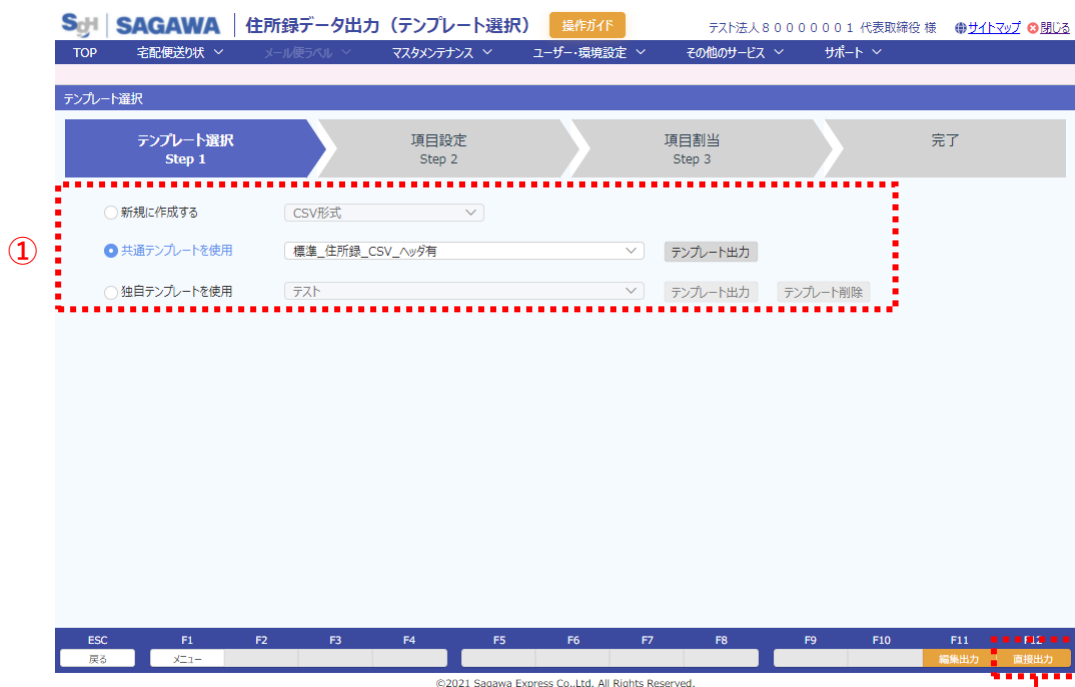 SGH SAGAWA 住所録データ出力（テンプレート選択） 操作ガイド テスト法人８００００００１ 代表取締役 様 サイトマップ 閉じる
TOP 宅配便送り状 メール便ラベル マスタメンテナンス ユーザー・環境設定 その他のサービス サポート
テンプレート選択
テンプレート選択 項目設定 項目割当 完了
Step 1 Step 2 Step 3
新規に作成する CSV形式
① 共通テンプレートを使用 標準_住所録_CSV_ヘッダ有 テンプレート出力
独自テンプレートを使用 テスト テンプレート出力 テンプレート削除
ESC F1 F2 F3 F4 F5 F6 F7 F8 F9 F10 F11 F12
戻る メニュー 編集出力 直接出力
©2021 Sagawa Express Co.,Ltd. All Rights Reserved.